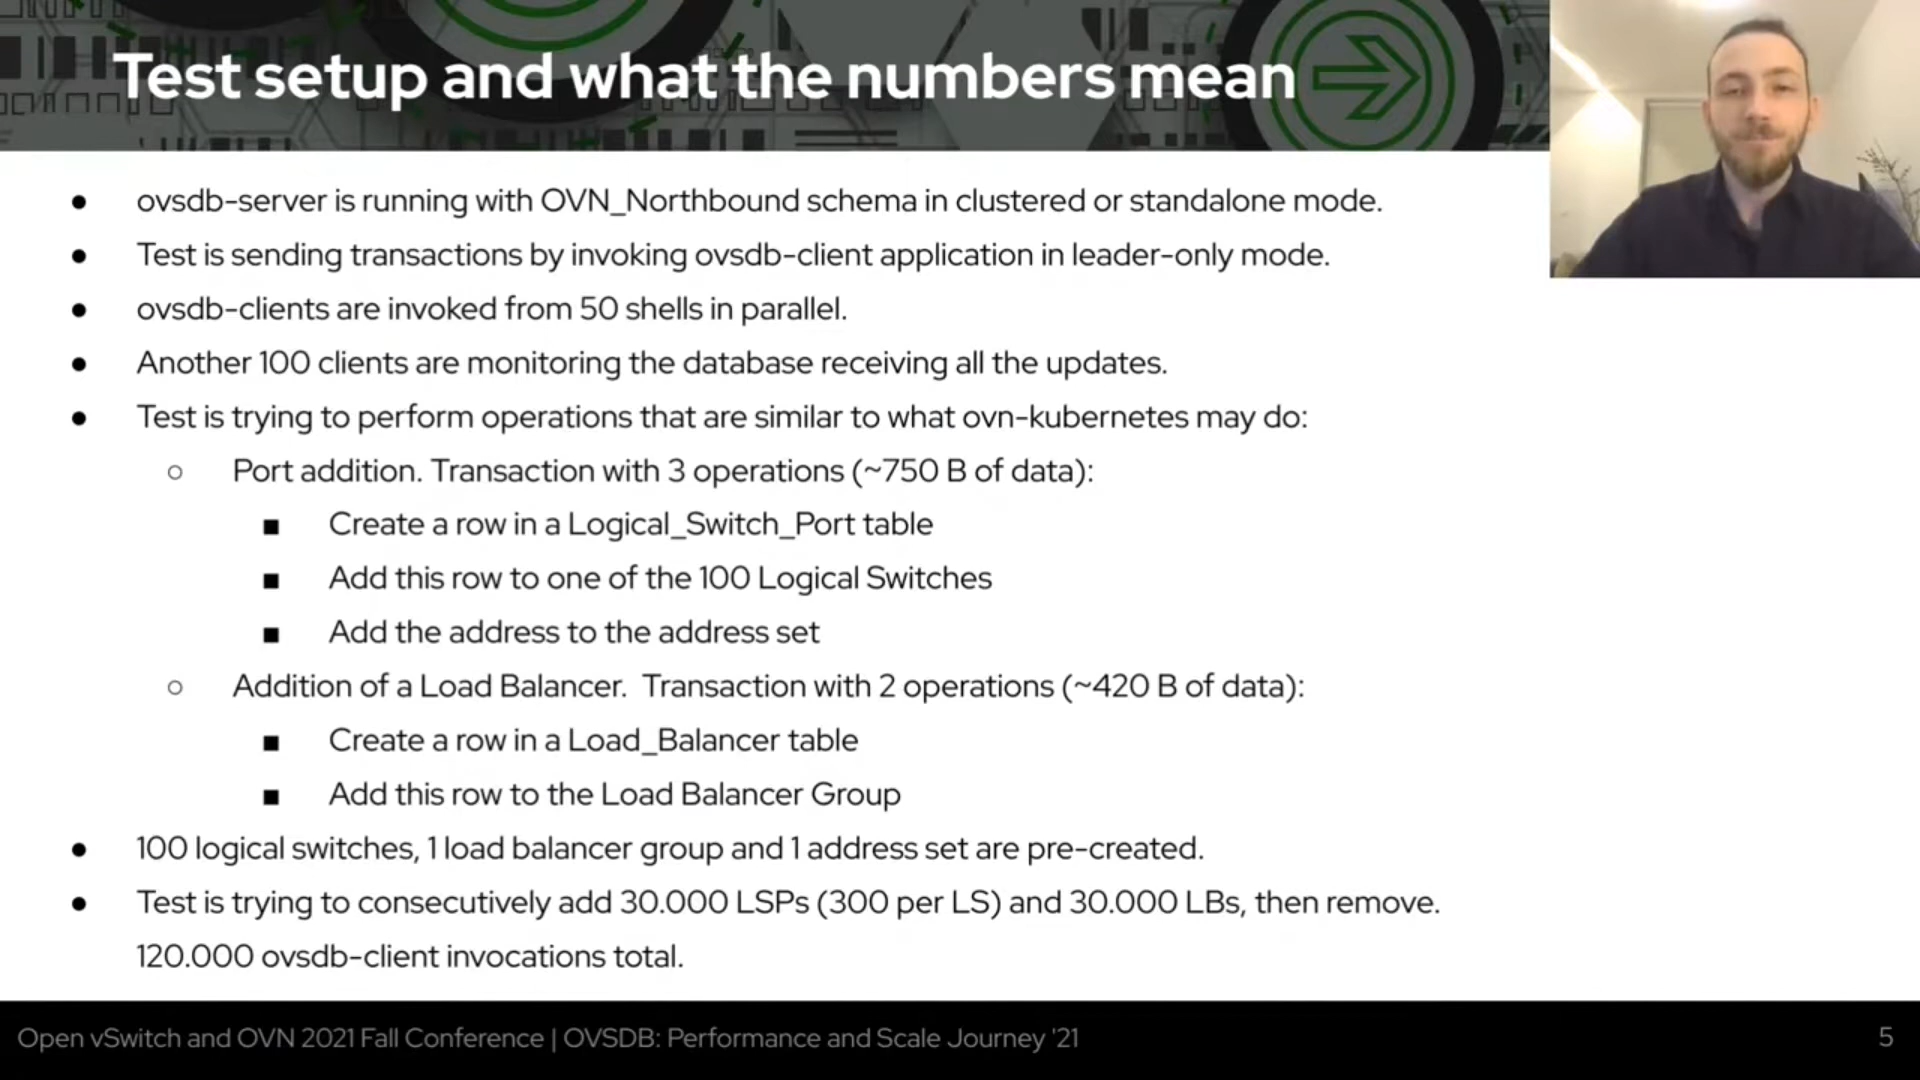 Test setup and what the numbers mean
● ovsdb-server is running with OVN_Northbound schema in clustered or standalone mode.
● Test is sending transactions by invoking ovsdb-client application in leader-only mode.
● ovsdb-clients are invoked from 50 shells in parallel.
● Another 100 clients are monitoring the database receiving all the updates.
● Test is trying to perform operations that are similar to what ovn-kubernetes may do:
○ Port addition. Transaction with 3 operations (~750 B of data):
■ Create a row in a Logical_Switch_Port table
■ Add this row to one of the 100 Logical Switches
■ Add the address to the address set
○ Addition of a Load Balancer. Transaction with 2 operations (~420 B of data):
■ Create a row in a Load_Balancer table
■ Add this row to the Load Balancer Group
● 100 logical switches, 1 load balancer group and 1 address set are pre-created.
● Test is trying to consecutively add 30.000 LSPs (300 per LS) and 30.000 LBs, then remove.
120.000 ovsdb-client invocations total.
Open vSwitch and OVN 2021 Fall Conference | OVSDB: Performance and Scale Journey '21
5